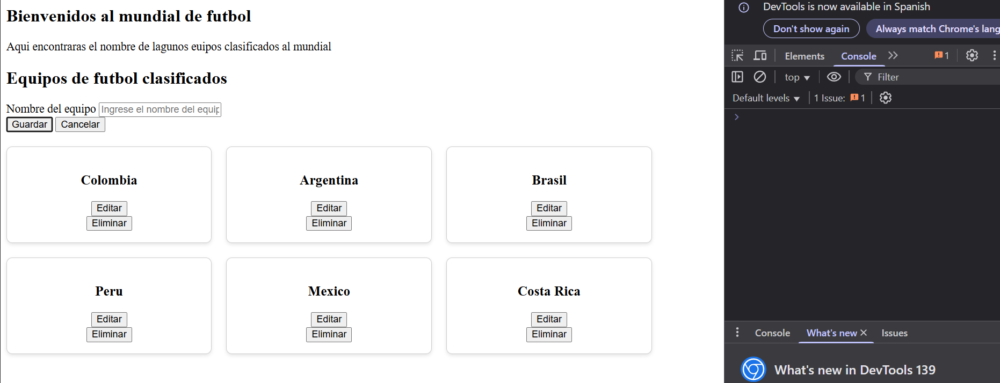 Bienvenidos al mundial de futbol
Aqui encontraras el nombre de lagunos euipos clasificados al mundial
Equipos de futbol clasificados
Nombre del equipo Ingrese el nombre del equip
Guardar Cancelar
Colombia
Editar
Eliminar
Argentina
Editar
Eliminar
Brasil
Editar
Eliminar
Peru
Editar
Eliminar
Mexico
Editar
Eliminar
Costa Rica
Editar
Eliminar
DevTools is now available in Spanish
Don't show again Always match Chrome's lang
Elements Console 1
top Filter
Default levels 1 Issue: 1
Console What's new Issues
What's new in DevTools 139